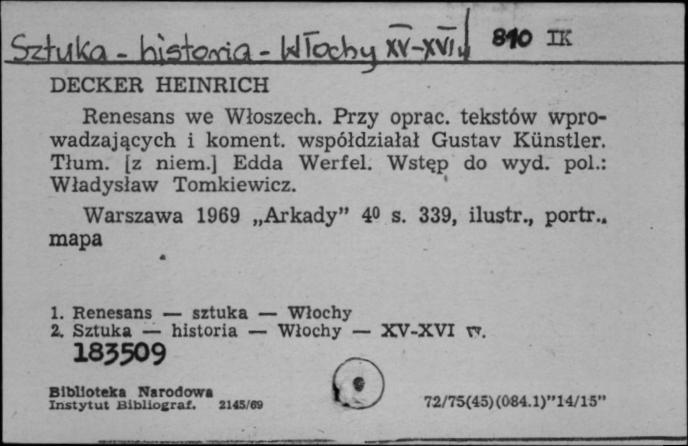 Sztuka - historia - Włochy XV-XVI w 810 IK
DECKER HEINRICH
Renesans we Włoszech. Przy oprac. tekstów wpro-
wadzających i koment. współdziałał Gustav Künstler.
Tłum. [z niem.] Edda Werfel. Wstęp do wyd. pol.:
Władysław Tomkiewicz.
Warszawa 1969 „Arkady” 4⁰ s. 339, ilustr., portr.,
mapa
1. Renesans — sztuka — Włochy
2. Sztuka — historia — Włochy — XV-XVI w.
183509
Biblioteka Narodowa
Instytut Bibliograf. 2145/69
72/75(45)(084.1)”14/15”